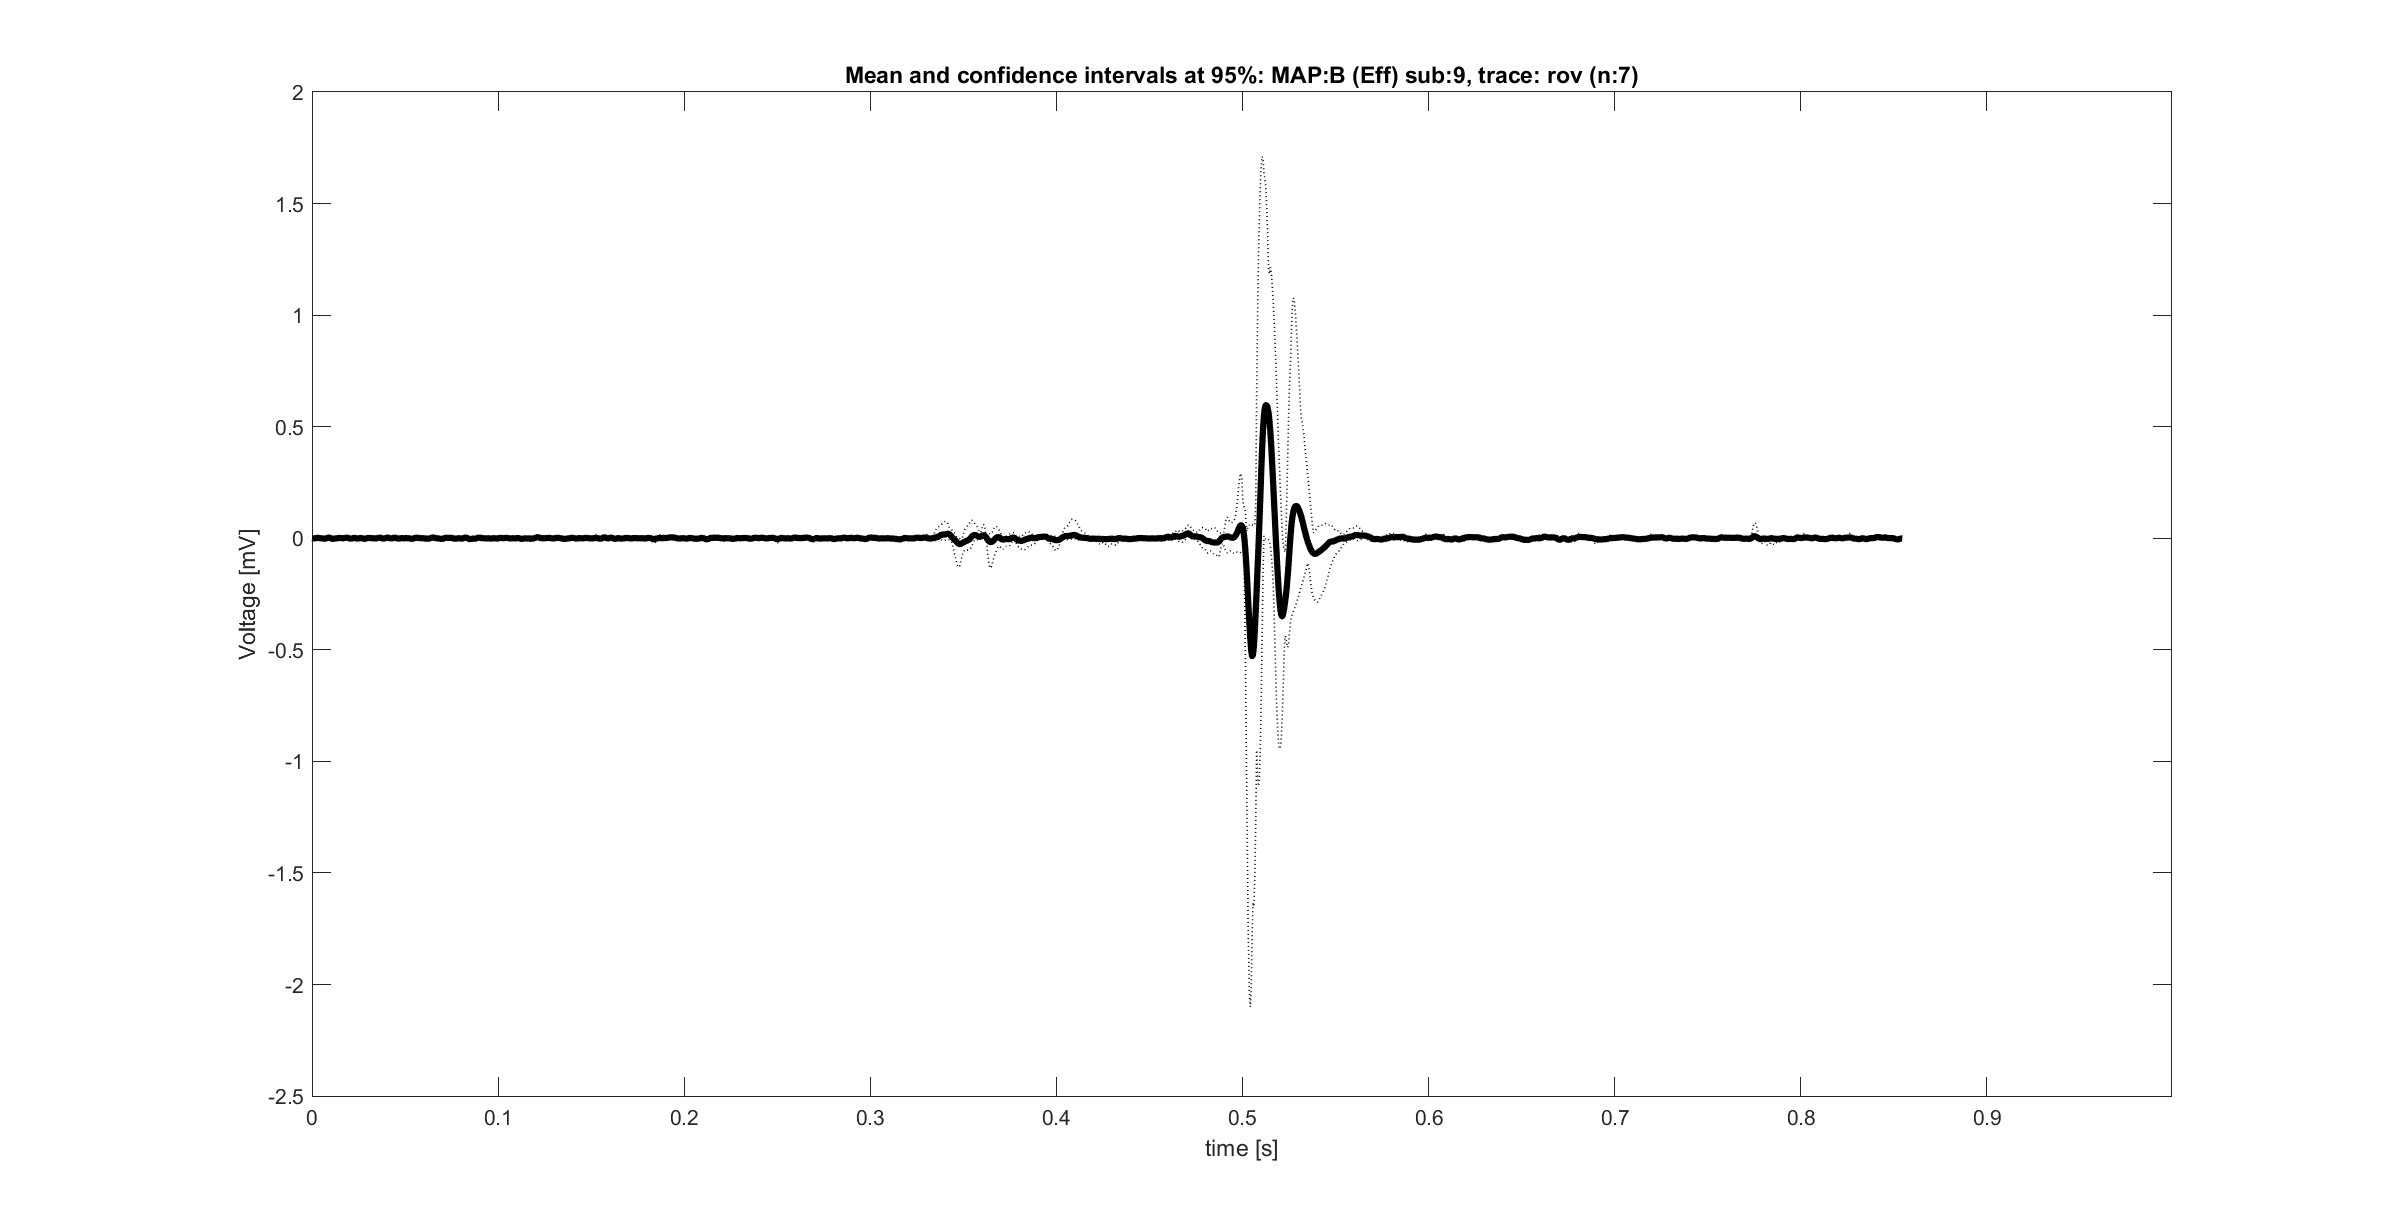 Mean and confidence intervals at 95%: MAP:B (Eff) sub:9, trace: rov (n:7)
2
1.5
1
0.5
0
-0.5
-1
-1.5
-2
-2.5
Voltage [mV]
0 0.1 0.2 0.3 0.4 0.5 0.6 0.7 0.8 0.9
time [s]